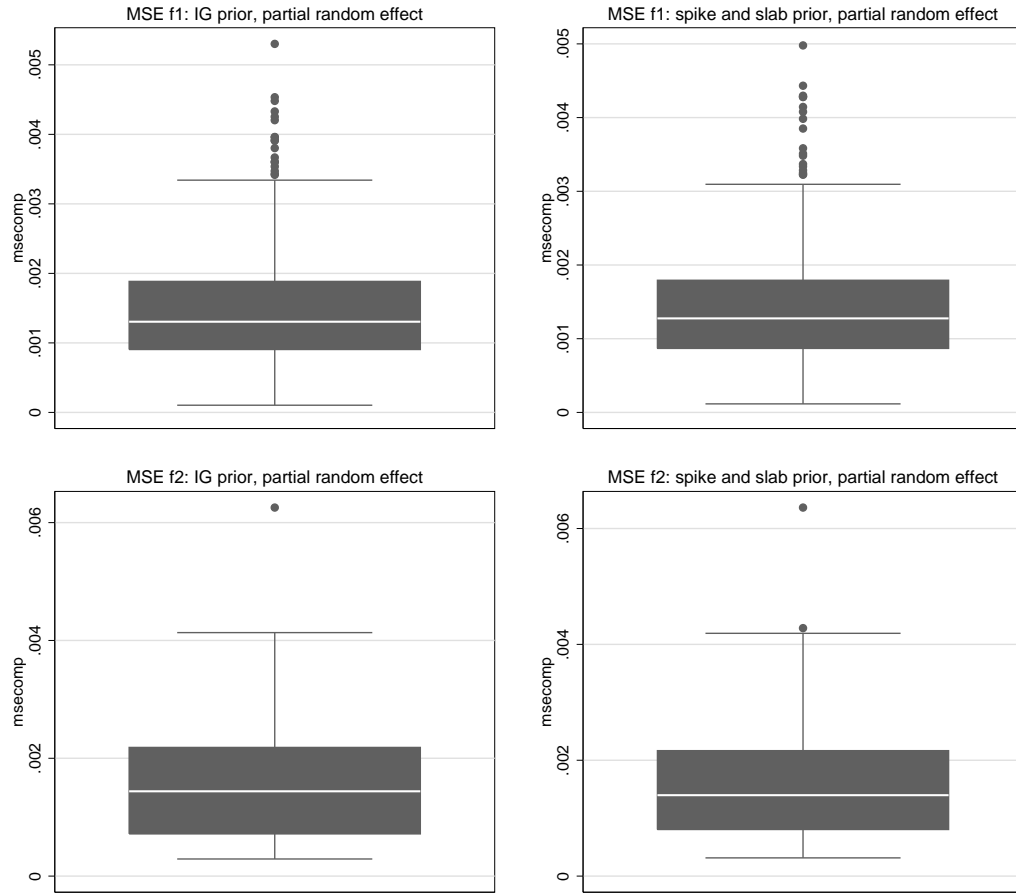 MSE f1: IG prior, partial random effect
msecomp
.005
.004
.003
.002
.001
0
MSE f1: spike and slab prior, partial random effect
msecomp
.005
.004
.003
.002
.001
0
MSE f2: IG prior, partial random effect
msecomp
.006
.004
.002
0
MSE f2: spike and slab prior, partial random effect
msecomp
.006
.004
.002
0